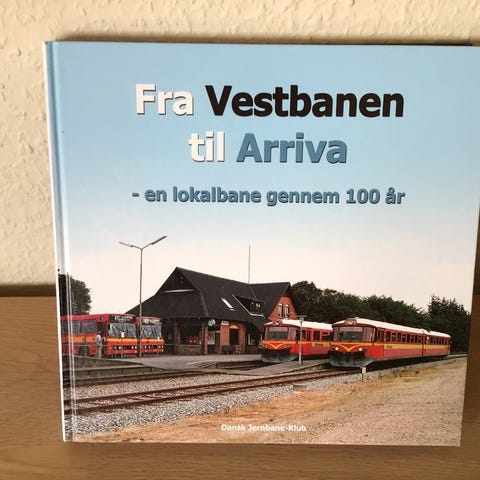 Fra Vestbanen
til Arriva
- en lokalbane gennem 100 år
Dansk Jernbane-Klub